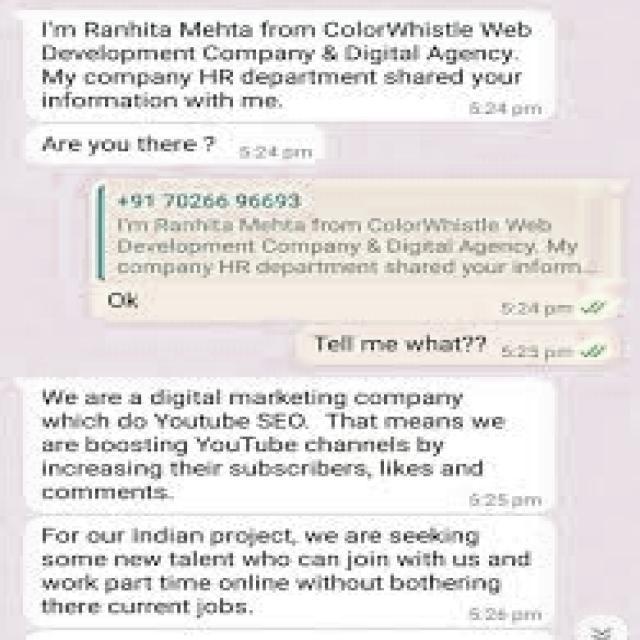 I'm Ranhita Mehta from ColorWhistle Web
Development Company & Digital Agency.
My company HR department shared your
information with me.
5:24 pm
Are you there ?
5:24 pm
+91 70266 96693
I'm Ranhita Mehta from ColorWhistle Web
Development Company & Digital Agency. My
company HR department shared your inform...
Ok
5:24 pm
Tell me what??
5:25 pm
We are a digital marketing company
which do Youtube SEO. That means we
are boosting YouTube channels by
increasing their subscribers, likes and
comments.
5:25 pm
For our Indian project, we are seeking
some new talent who can join with us and
work part time online without bothering
there current jobs.
5:26 pm